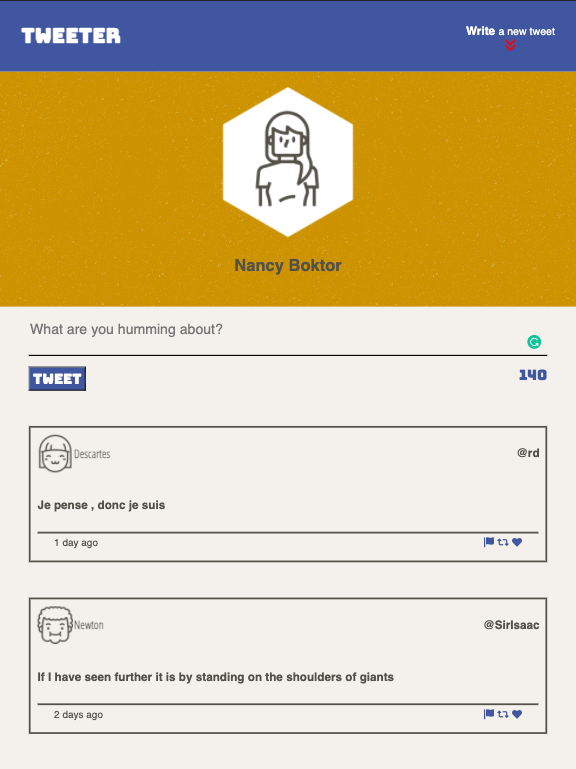 TWEETER
Write a new tweet
Nancy Boktor
What are you humming about?
TWEET
140
Descartes
@rd
Je pense , donc je suis
1 day ago
Newton
@SirIsaac
If I have seen further it is by standing on the shoulders of giants
2 days ago